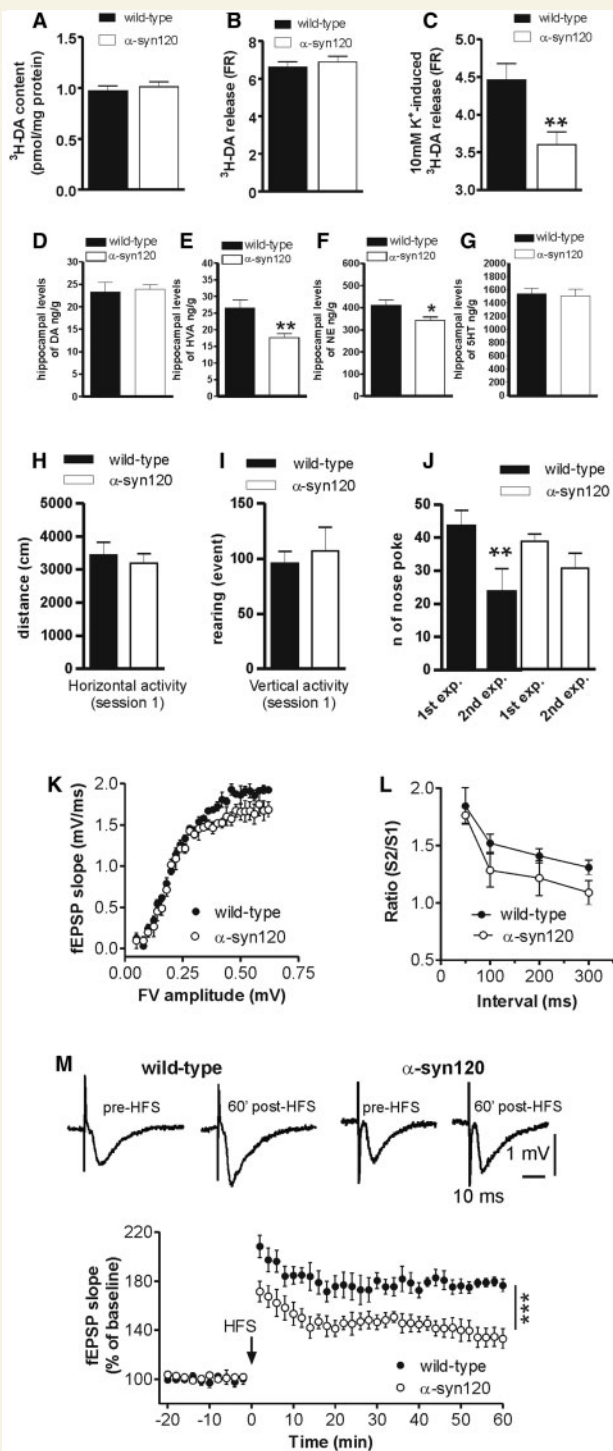 A
wild-type
α-syn120
³H-DA content
(pmol/mg protein)
1.5
1.0
0.5
0.0
B
wild-type
α-syn120
³H-DA release (FR)
8
6
4
2
0
C
wild-type
α-syn120
10mM K⁺-induced
³H-DA release (FR)
5.0
4.5
4.0
3.5
3.0
**
D
wild-type
α-syn120
hippocampal levels
of DA ng/g
30
25
20
15
10
5
0
E
wild-type
α-syn120
hippocampal levels
of HVA ng/g
40
35
30
25
20
15
10
5
0
**
F
wild-type
α-syn120
hippocampal levels
of NE ng/g
600
500
400
300
200
100
0
*
G
wild-type
α-syn120
hippocampal levels
of 5HT ng/g
2000
1800
1600
1400
1200
1000
800
600
400
200
0
H
wild-type
α-syn120
distance (cm)
6000
5000
4000
3000
2000
1000
0
Horizontal activity
(session 1)
I
wild-type
α-syn120
rearing (event)
150
100
50
0
Vertical activity
(session 1)
J
wild-type
α-syn120
n of nose poke
50
40
30
20
10
0
**
1st exp.
2nd exp.
1st exp.
2nd exp.
K
fEPSP slope (mV/ms)
2.0
1.5
1.0
0.5
0.0
wild-type
α-syn120
0.00
0.25
0.50
0.75
FV amplitude (mV)
L
Ratio (S2/S1)
2.0
1.5
1.0
0.5
wild-type
α-syn120
0
100
200
300
Interval (ms)
M
wild-type
α-syn120
pre-HFS
60' post-HFS
pre-HFS
60' post-HFS
1 mV
10 ms
fEPSP slope
(% of baseline)
220
180
140
100
HFS
***
wild-type
α-syn120
-20
-10
0
10
20
30
40
50
60
Time (min)